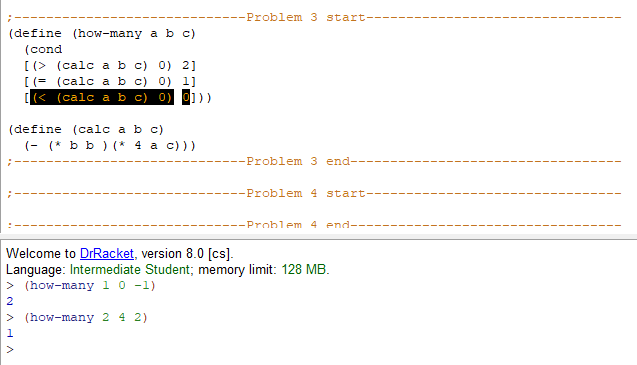 ;-----------------------------Problem 3 start--------------------------------
(define (how-many a b c)
  (cond
  [(> (calc a b c) 0) 2]
  [(= (calc a b c) 0) 1]
  [(< (calc a b c) 0) 0]))
(define (calc a b c)
  (- (* b b )(* 4 a c)))
;-----------------------------Problem 3 end----------------------------------
;-----------------------------Problem 4 start--------------------------------
;-----------------------------Problem 4 end----------------------------------
Welcome to DrRacket, version 8.0 [cs].
Language: Intermediate Student; memory limit: 128 MB.
> (how-many 1 0 -1)
2
> (how-many 2 4 2)
1
>